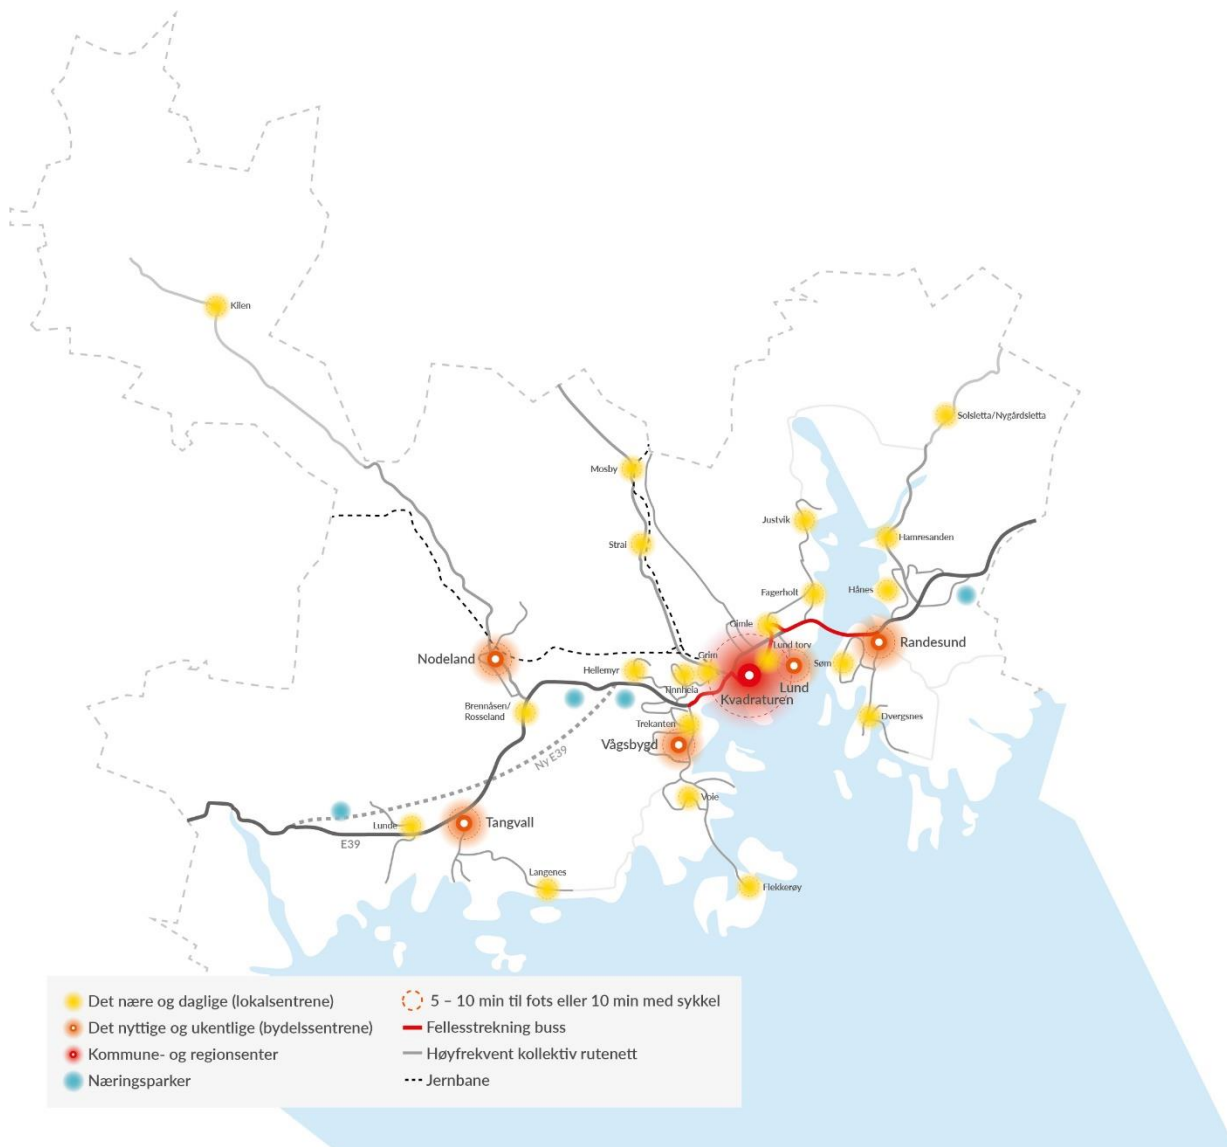 Kilen
Solsletta/Nygårdsletta
Mosby
Justvik
Hamresanden
Strai
Fagerholt
Hånes
Gimle
Randesund
Lund torv
Nodeland
Grim
Hellemyr
Søm
Tinnheia
Lund
Kvadraturen
Brennåsen/
Rosseland
Dvergsnes
Trekanten
Vågsbygd
Ny E39
Voie
Lunde
Tangvall
E39
Langenes
Flekkerøy
Det nære og daglige (lokalsentrene)
Det nyttige og ukentlige (bydelssentrene)
Kommune- og regionsenter
Næringsparker
5 – 10 min til fots eller 10 min med sykkel
Fellesstrekning buss
Høyfrekvent kollektiv rutenett
Jernbane